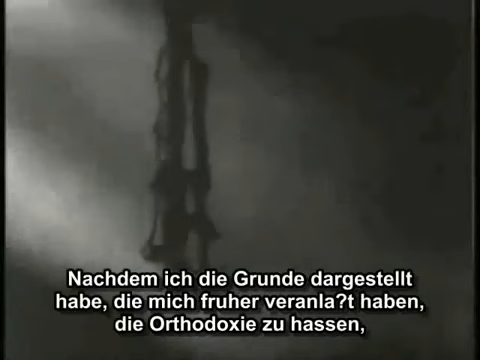 Nachdem ich die Grunde dargestellt
habe, die mich fruher veranla?t haben,
die Orthodoxie zu hassen,